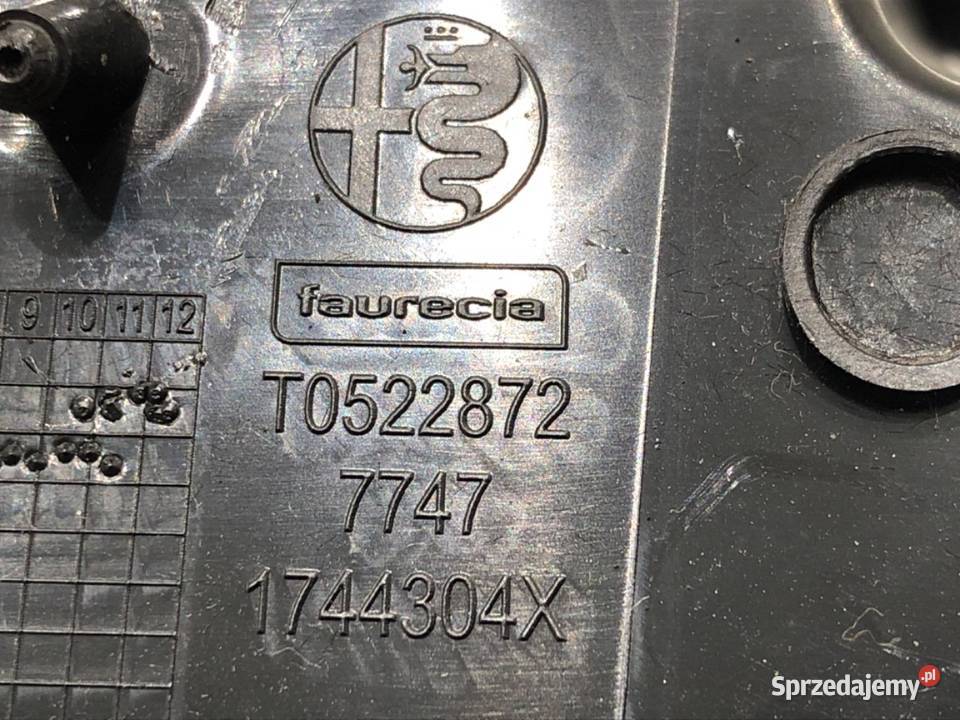 faurecia
9 10 11 12
T0522872
7747
1744304X
Sprzedajemy.pl